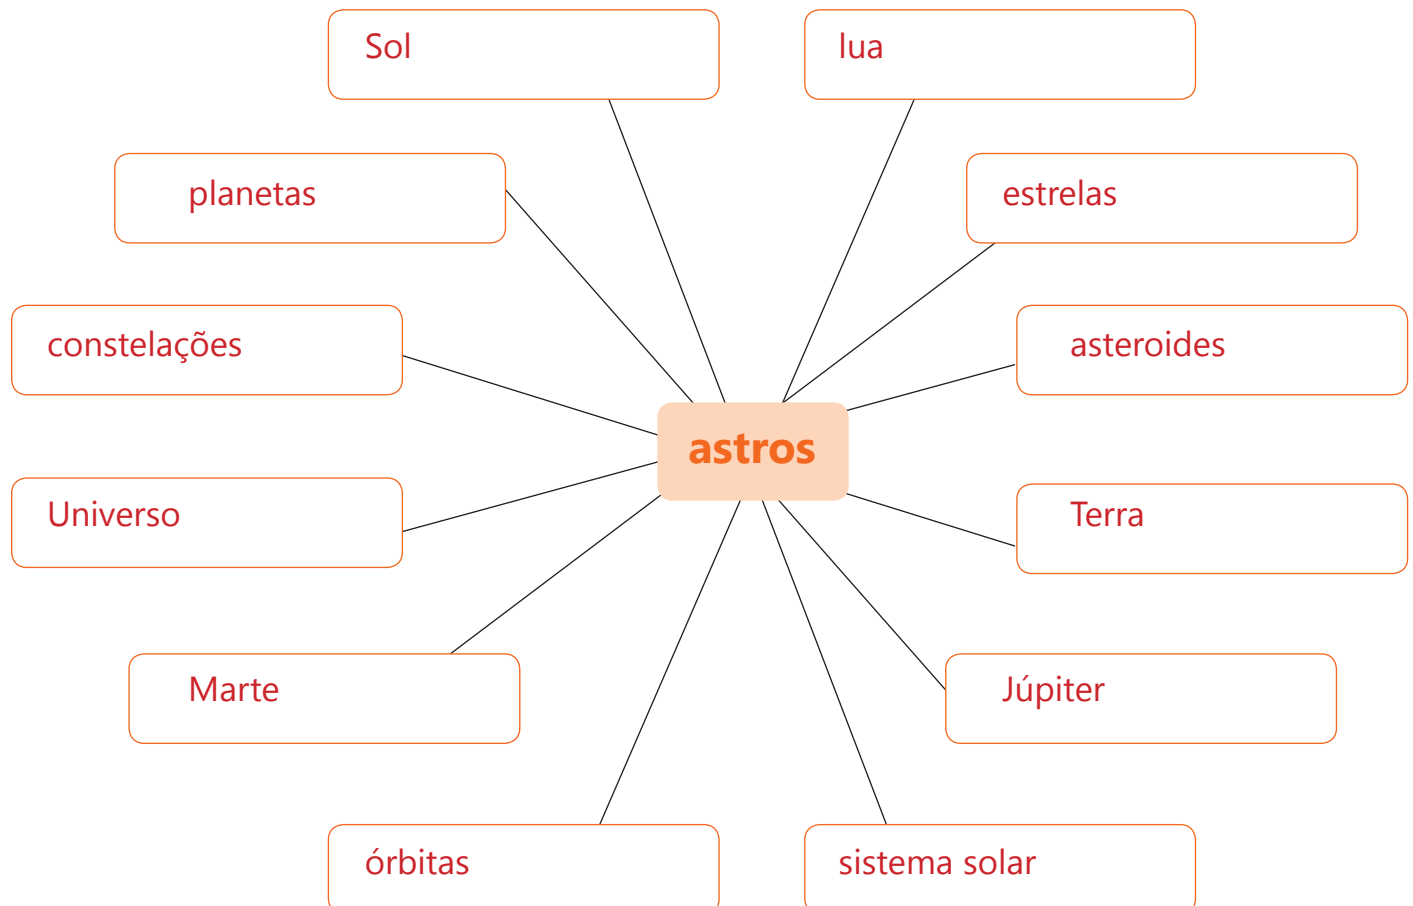 Sol
lua
planetas
estrelas
constelações
asteroides
astros
Universo
Terra
Marte
Júpiter
órbitas
sistema solar